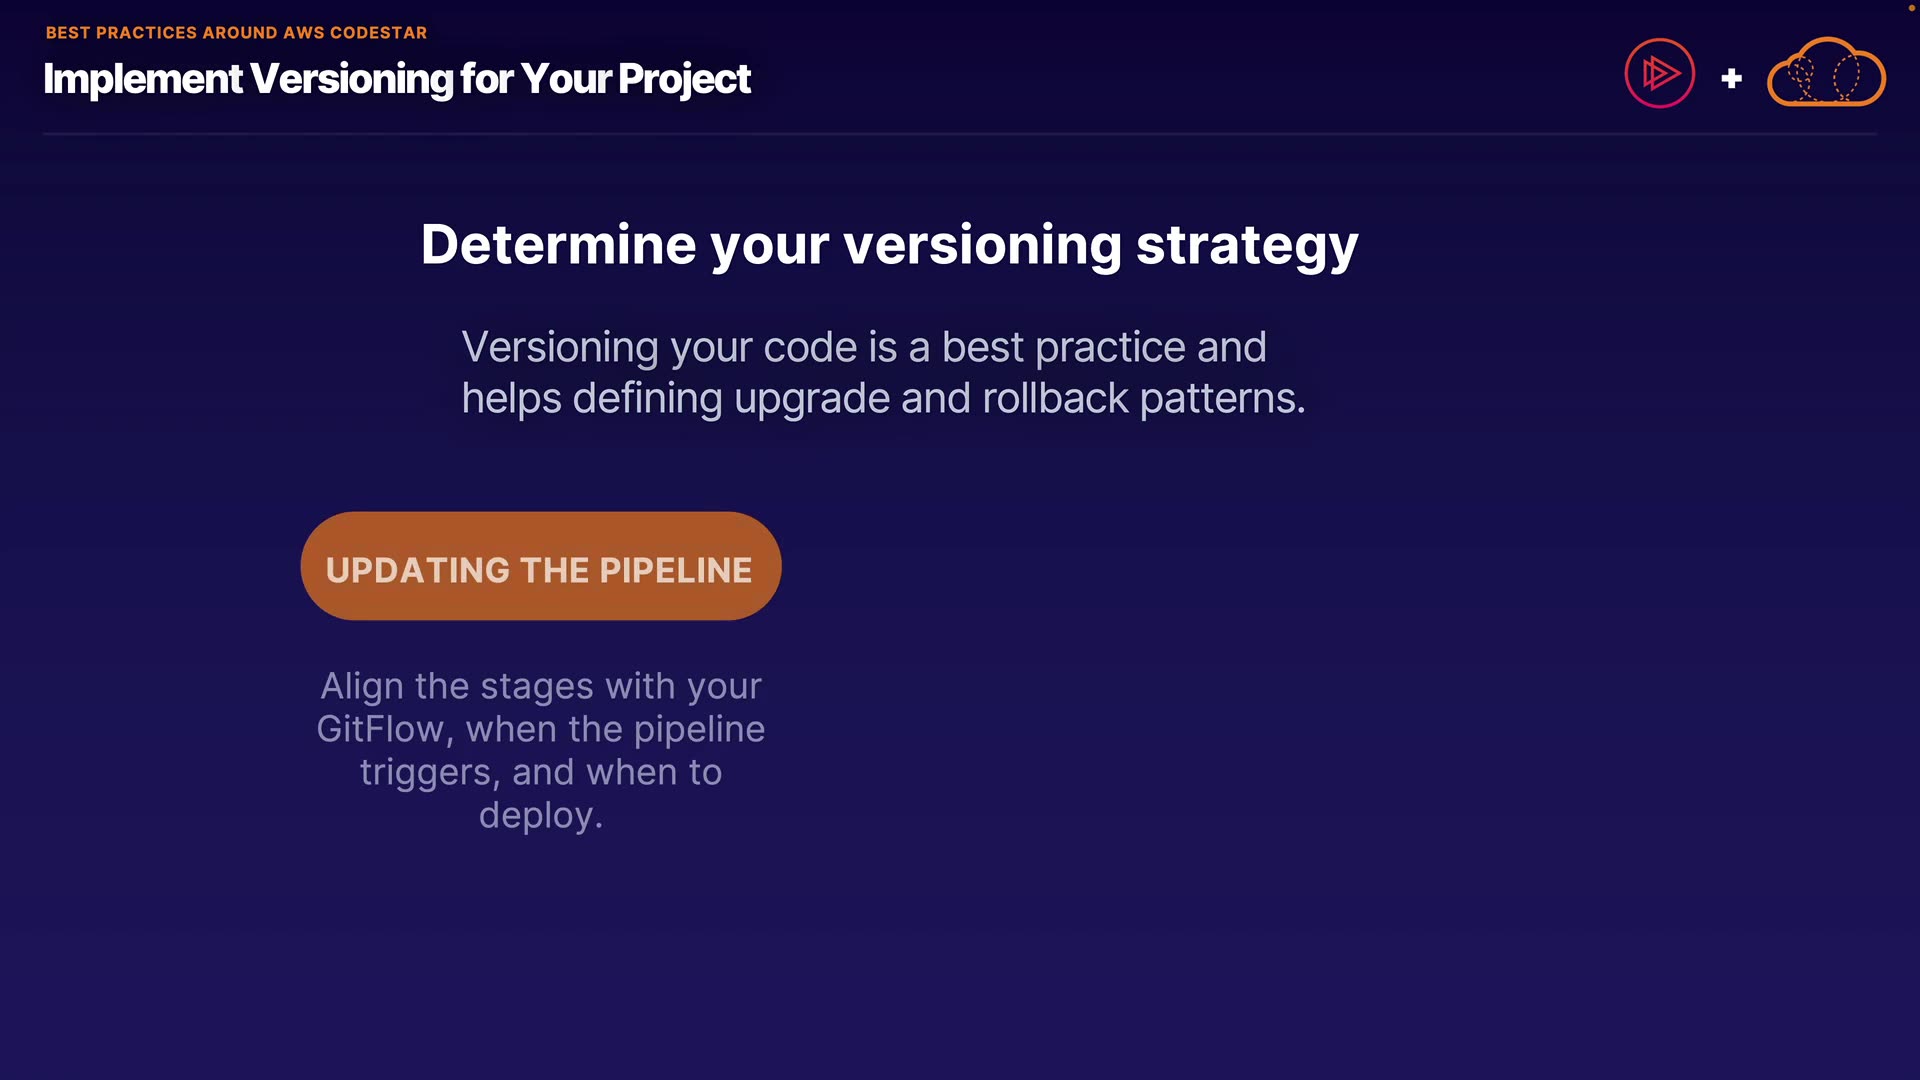 BEST PRACTICES AROUND AWS CODESTAR
Implement Versioning for Your Project
+
Determine your versioning strategy
Versioning your code is a best practice and
helps defining upgrade and rollback patterns.
UPDATING THE PIPELINE
Align the stages with your
GitFlow, when the pipeline
triggers, and when to
deploy.